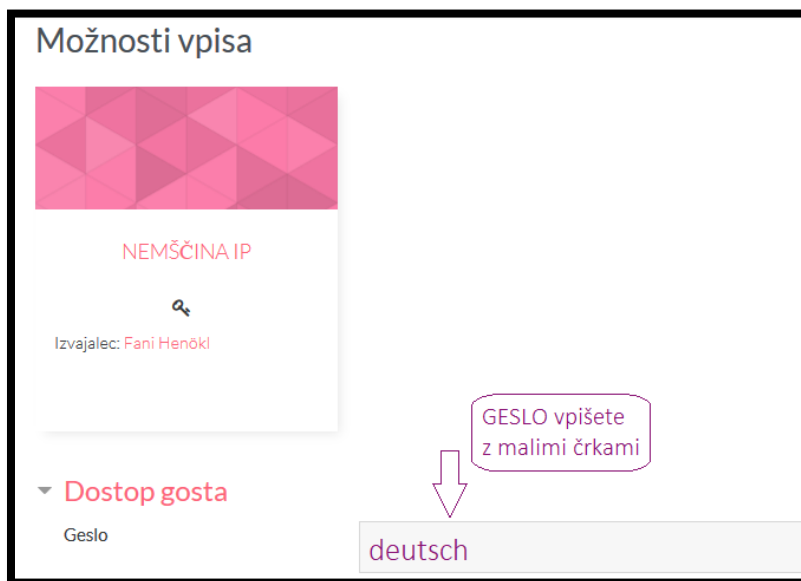 Možnosti vpisa
NEMŠČINA IP
Izvajalec: Fani Henökl
GESLO vpišete
z malimi črkami
Dostop gosta
Geslo
deutsch